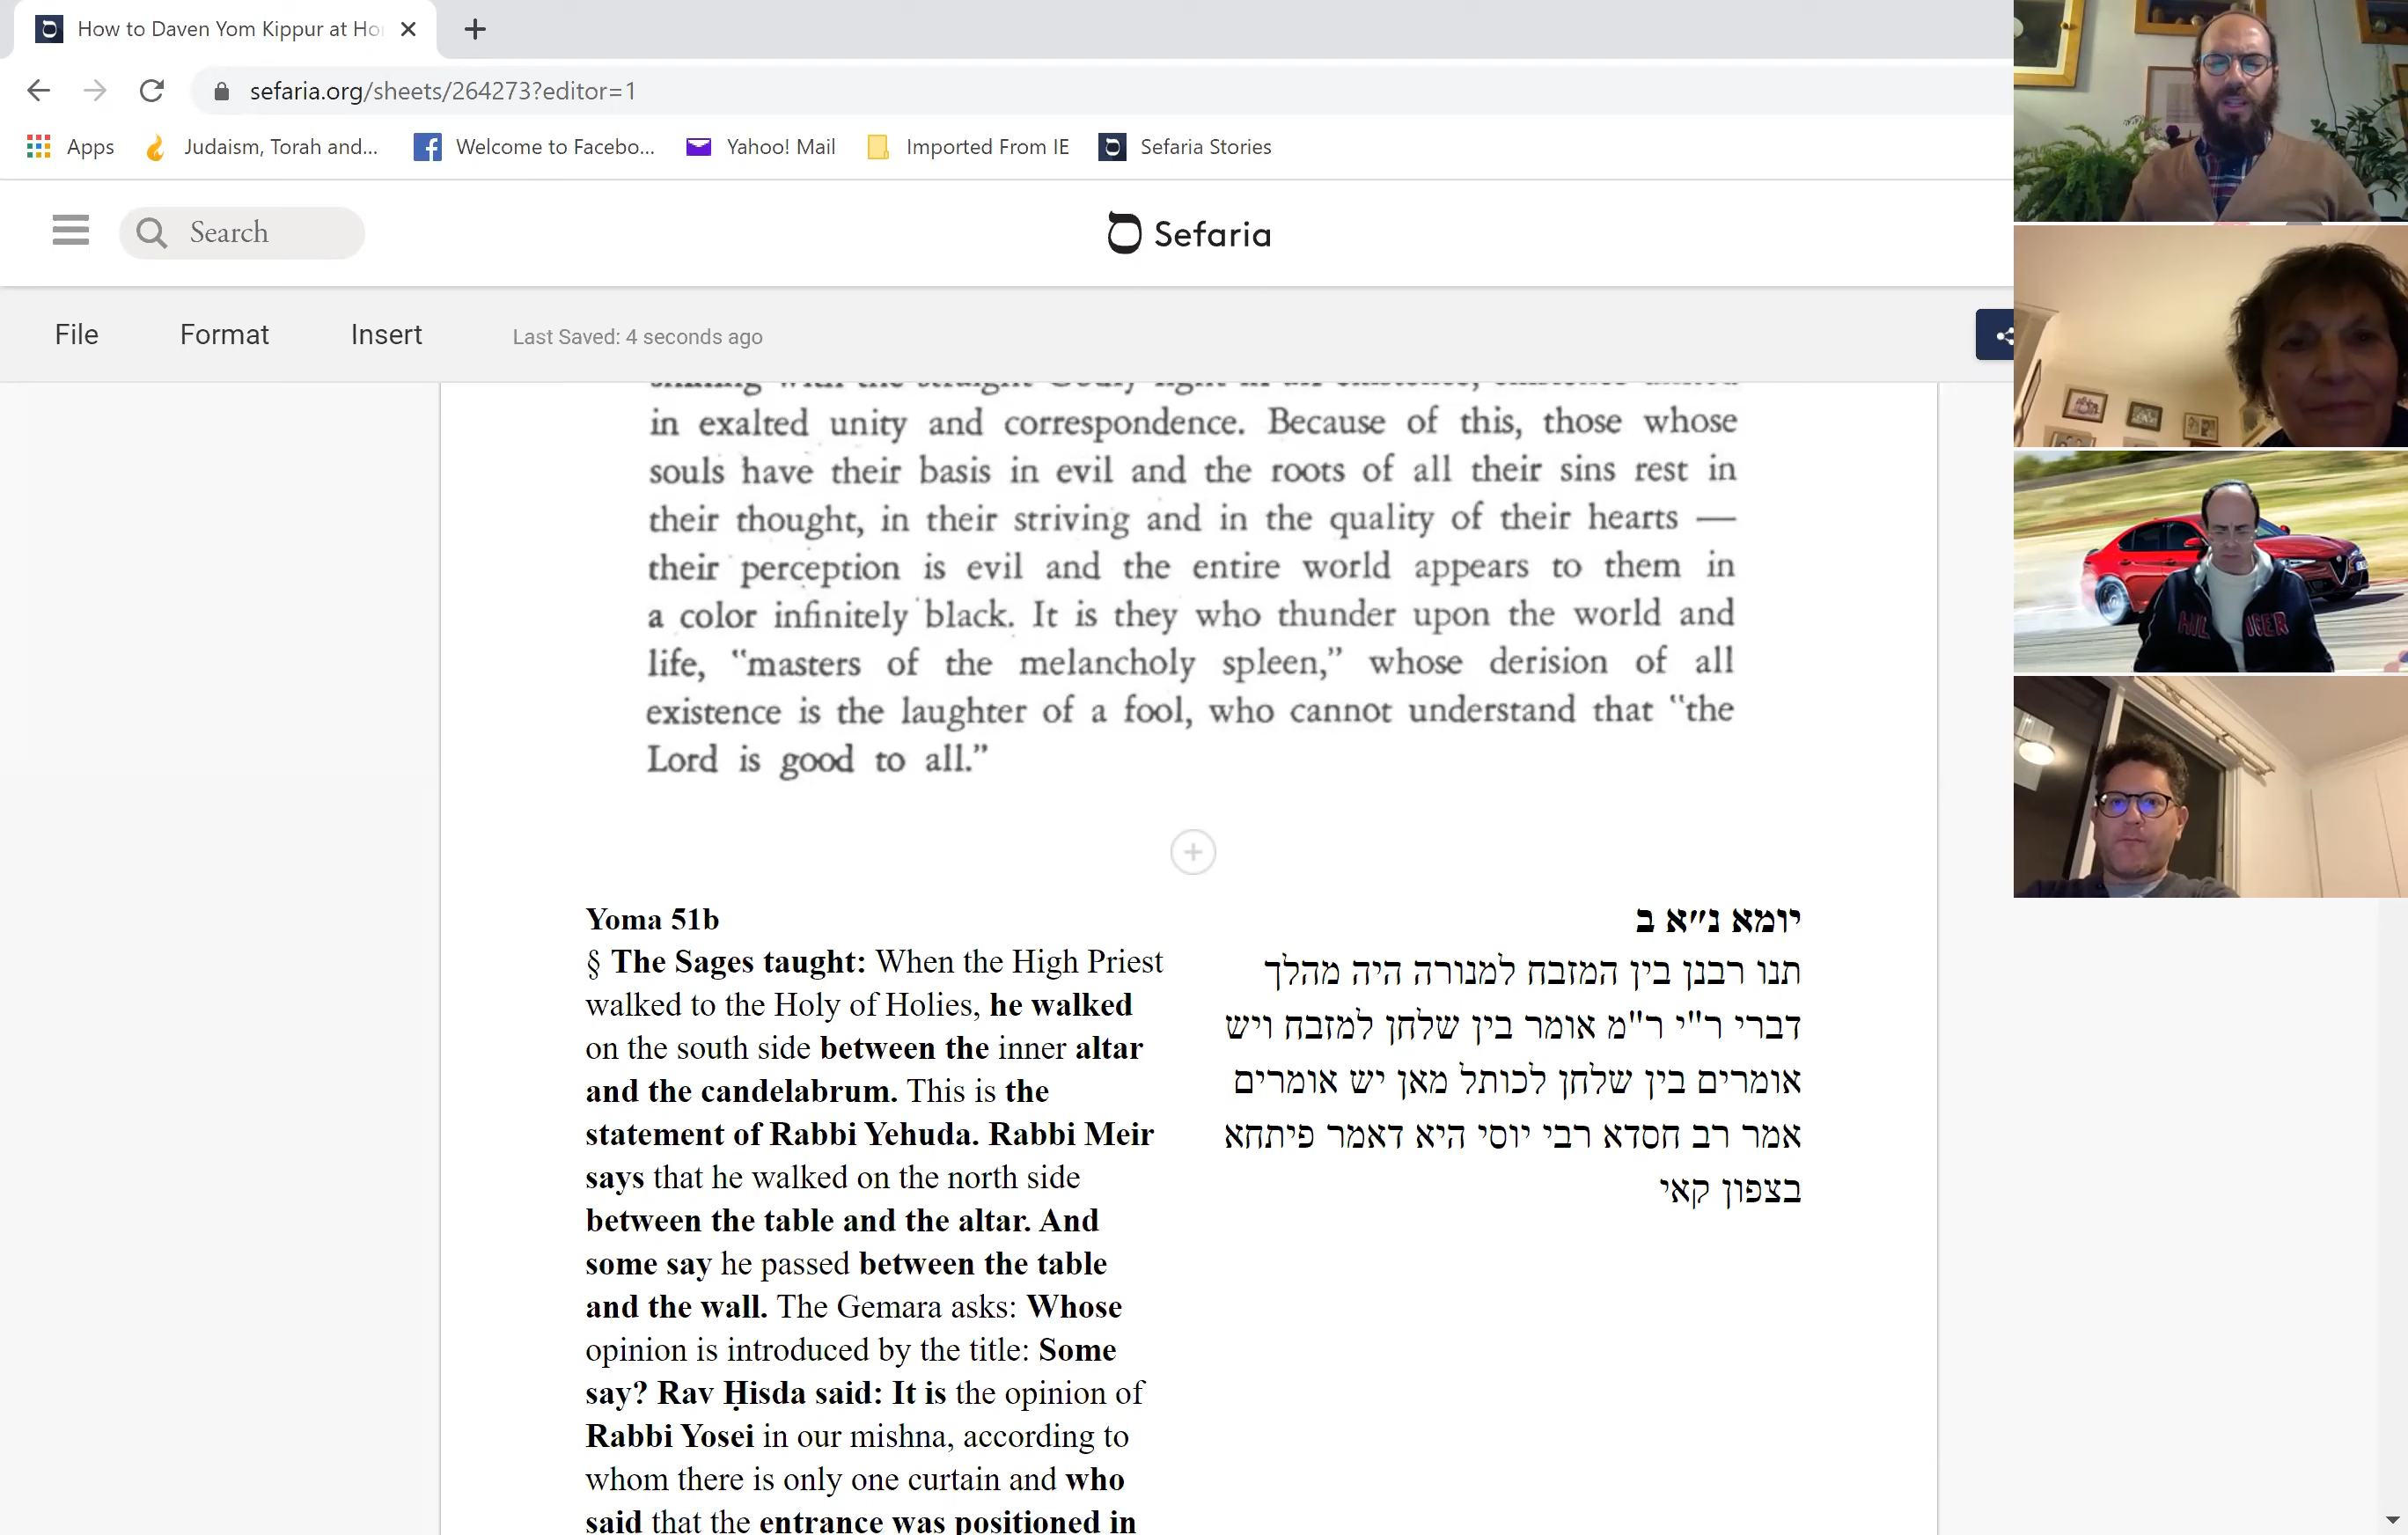 How to Daven Yom Kippur at Ho
sefaria.org/sheets/264273?editor=1
Apps
Judaism, Torah and...
Welcome to Facebo...
Yahoo! Mail
Imported From IE
Sefaria Stories
Search
Sefaria
File
Format
Insert
Last Saved: 4 seconds ago
shining with the straight Godly light in all existence,
in exalted unity and correspondence. Because of this, those whose
souls have their basis in evil and the roots of all their sins rest in
their thought, in their striving and in the quality of their hearts —
their perception is evil and the entire world appears to them in
a color infinitely black. It is they who thunder upon the world and
life, "masters of the melancholy spleen," whose derision of all
existence is the laughter of a fool, who cannot understand that "the
Lord is good to all."
Yoma 51b
§ The Sages taught: When the High Priest
walked to the Holy of Holies, he walked
on the south side between the inner altar
and the candelabrum. This is the
statement of Rabbi Yehuda. Rabbi Meir
says that he walked on the north side
between the table and the altar. And
some say he passed between the table
and the wall. The Gemara asks: Whose
opinion is introduced by the title: Some
say? Rav Ḥisda said: It is the opinion of
Rabbi Yosei in our mishna, according to
whom there is only one curtain and who
said that the entrance was positioned in
יומא נ״א ב
תנו רבנן בין המזבח למנורה היה מהלך
דברי ר"י ר"מ אומר בין שלחן למזבח ויש
אומרים בין שלחן לכותל מאן יש אומרים
אמר רב חסדא רבי יוסי היא דאמר פיתחא
בצפון קאי